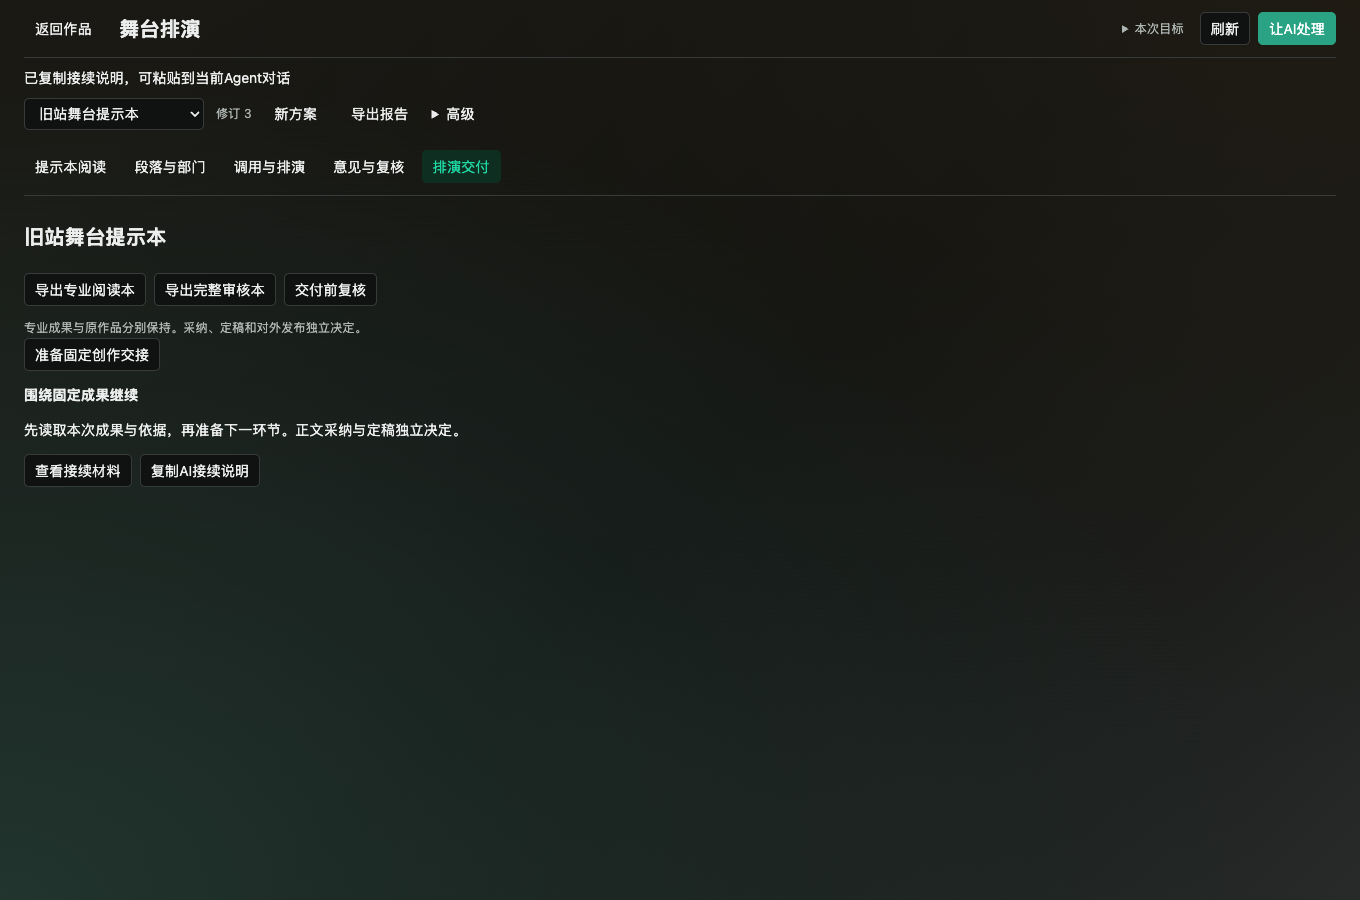 返回作品 舞台排演 ▶ 本次目标 刷新 让AI处理
已复制接续说明，可粘贴到当前Agent对话
旧站舞台提示本 修订 3 新方案 导出报告 ▶ 高级
提示本阅读 段落与部门 调用与排演 意见与复核 排演交付
旧站舞台提示本
导出专业阅读本 导出完整审核本 交付前复核
专业成果与原作品分别保持。采纳、定稿和对外发布独立决定。
准备固定创作交接
围绕固定成果继续
先读取本次成果与依据，再准备下一环节。正文采纳与定稿独立决定。
查看接续材料 复制AI接续说明